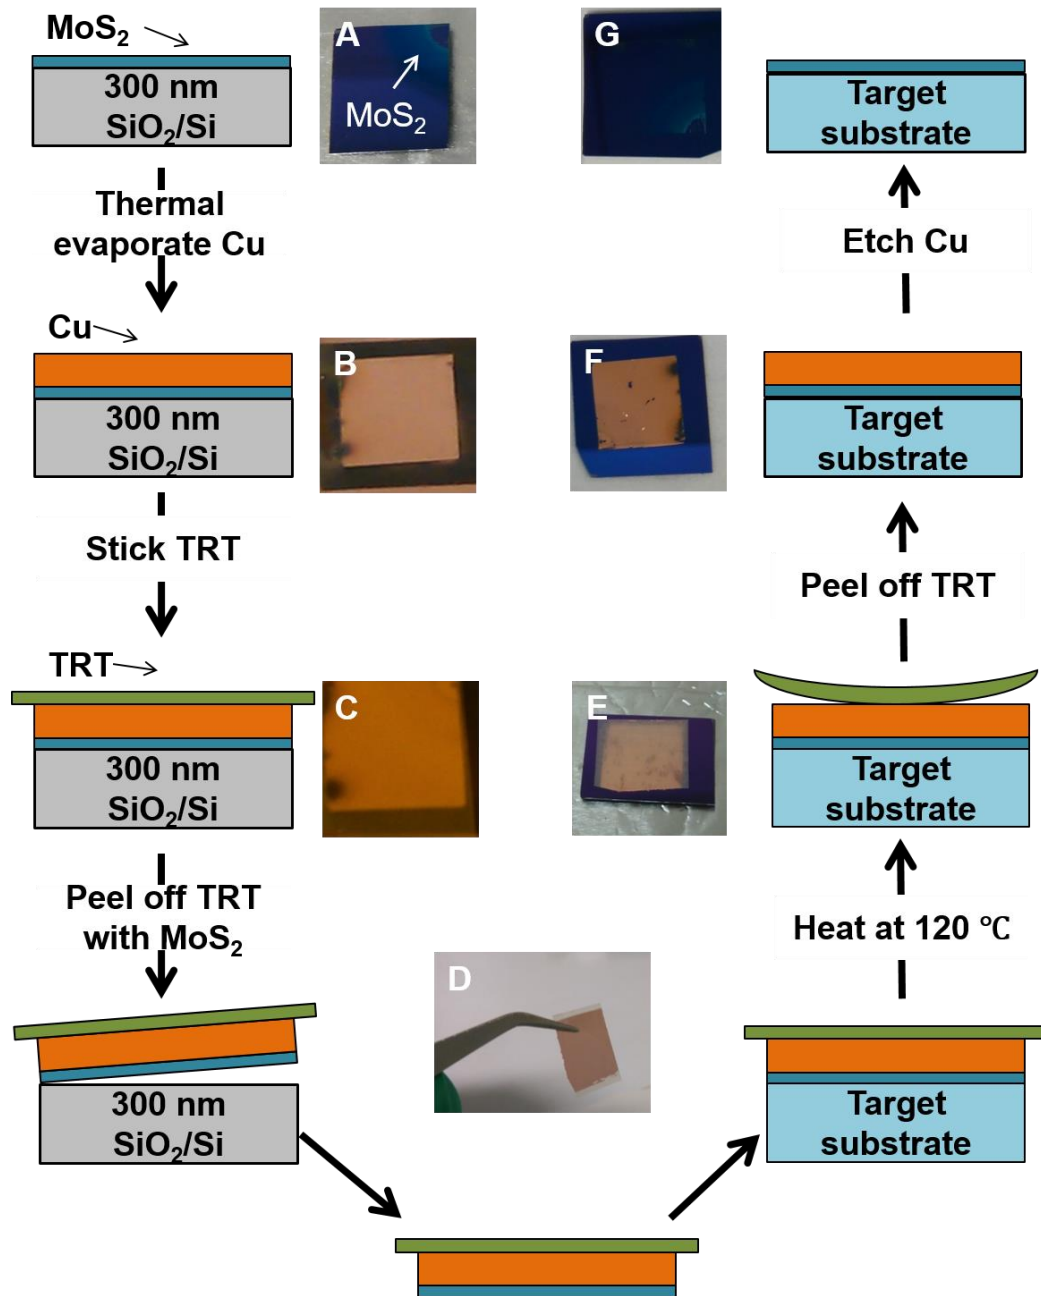 MoS₂
300 nm
SiO₂/Si
A
MoS₂
Thermal
evaporate Cu
Cu
300 nm
SiO₂/Si
B
Stick TRT
TRT
300 nm
SiO₂/Si
C
Peel off TRT
with MoS₂
300 nm
SiO₂/Si
D
Target
substrate
Heat at 120 ℃
E
Target
substrate
Peel off TRT
F
Target
substrate
Etch Cu
G
Target
substrate